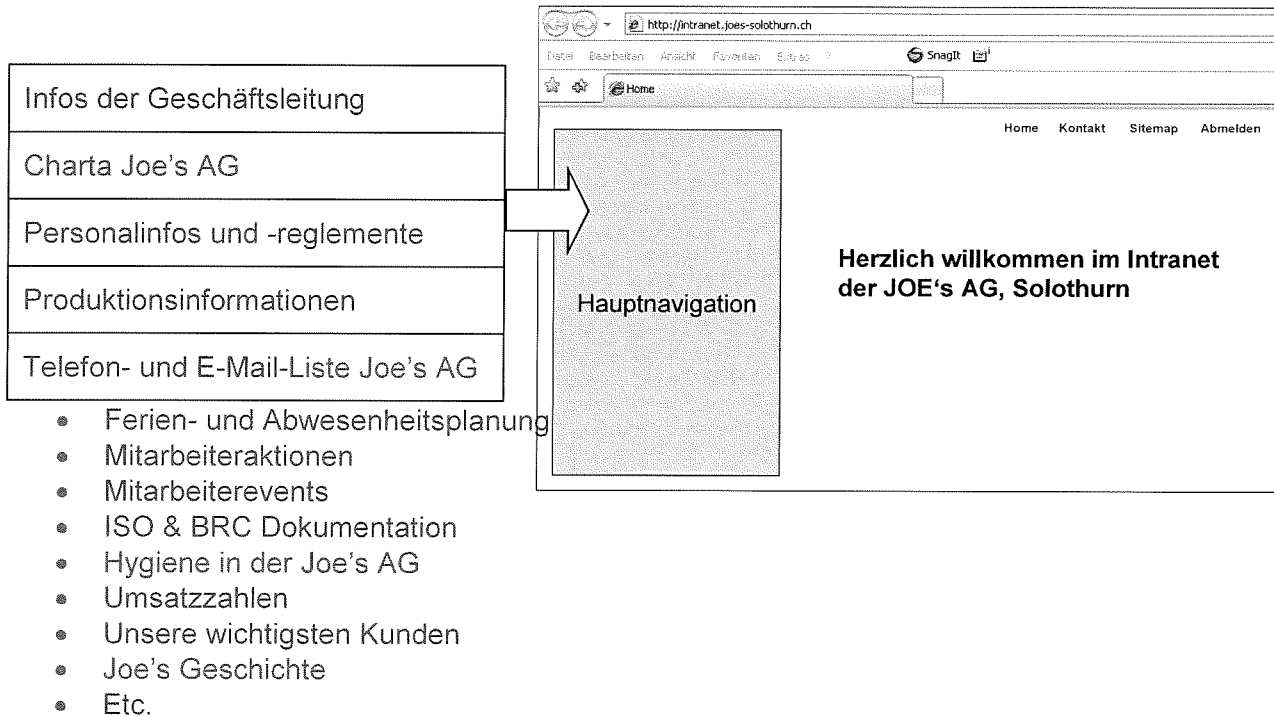 Infos der Geschäftsleitung
Charta Joe's AG
Personalinfos und -reglemente
Produktionsinformationen
Telefon- und E-Mail-Liste Joe's AG
• Ferien- und Abwesenheitsplanung
• Mitarbeiteraktionen
• Mitarbeiterevents
• ISO & BRC Dokumentation
• Hygiene in der Joe's AG
• Umsatzzahlen
• Unsere wichtigsten Kunden
• Joe's Geschichte
• Etc.
http://intranet.joes-solothurn.ch
Datei Bearbeiten Ansicht Favoriten Extras ?
SnagIt
Home
Home Kontakt Sitemap Abmelden
Hauptnavigation
Herzlich willkommen im Intranet
der JOE's AG, Solothurn